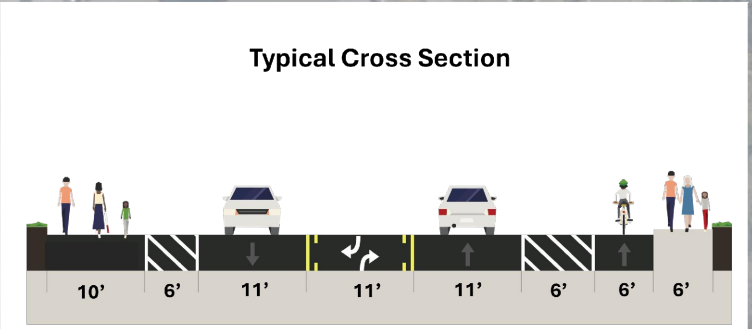 Typical Cross Section
10’ 6’ 11’ 11’ 11’ 6’ 6’ 6’